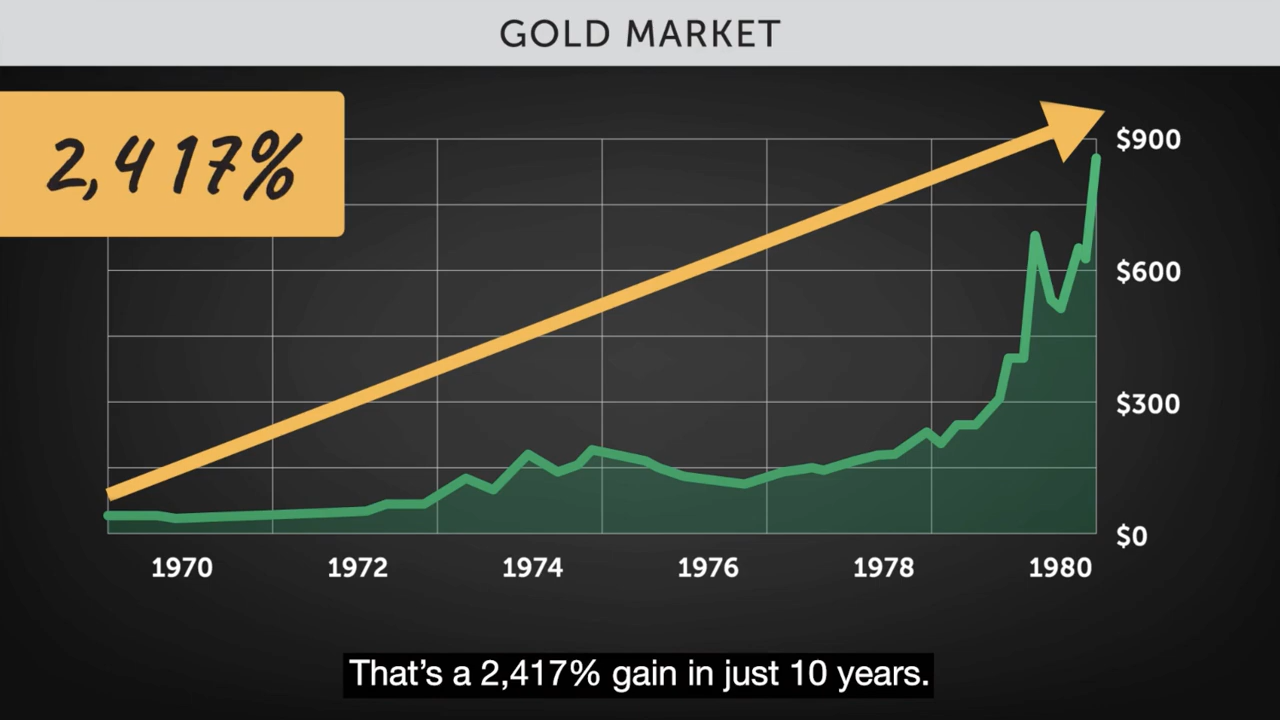 GOLD MARKET
2,417%
$900
$600
$300
$0
1970 1972 1974 1976 1978 1980
That's a 2,417% gain in just 10 years.